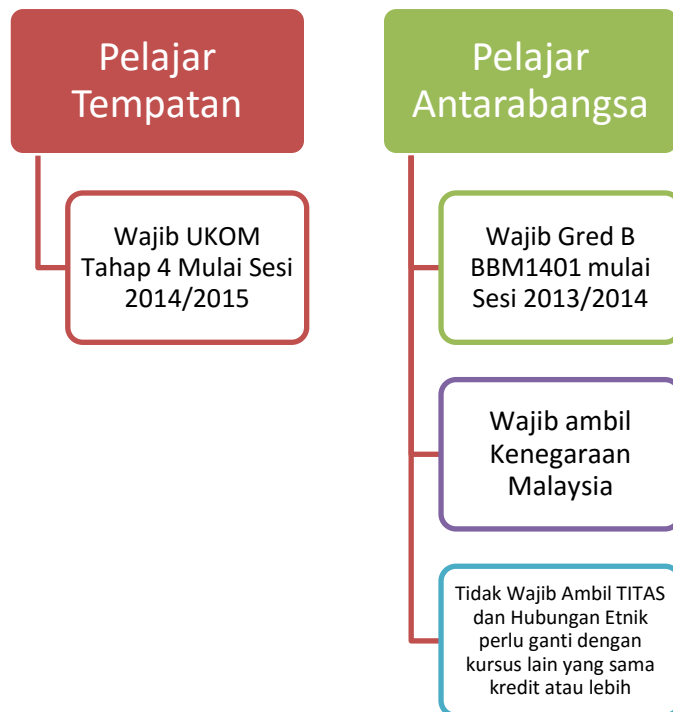 Pelajar
Tempatan
Wajib UKOM
Tahap 4 Mulai Sesi
2014/2015
Pelajar
Antarabangsa
Wajib Gred B
BBM1401 mulai
Sesi 2013/2014
Wajib ambil
Kenegaraan
Malaysia
Tidak Wajib Ambil TITAS
dan Hubungan Etnik
perlu ganti dengan
kursus lain yang sama
kredit atau lebih